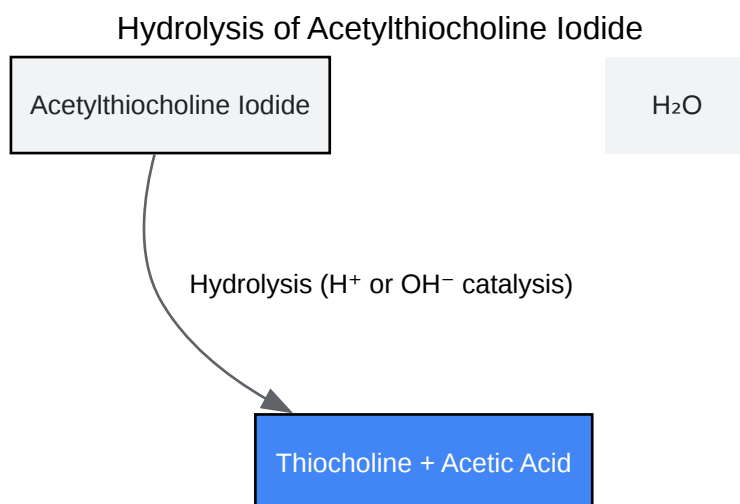 Hydrolysis of Acetylthiocholine Iodide
Acetylthiocholine Iodide
H₂O
Hydrolysis (H⁺ or OH⁻ catalysis)
Thiocholine + Acetic Acid